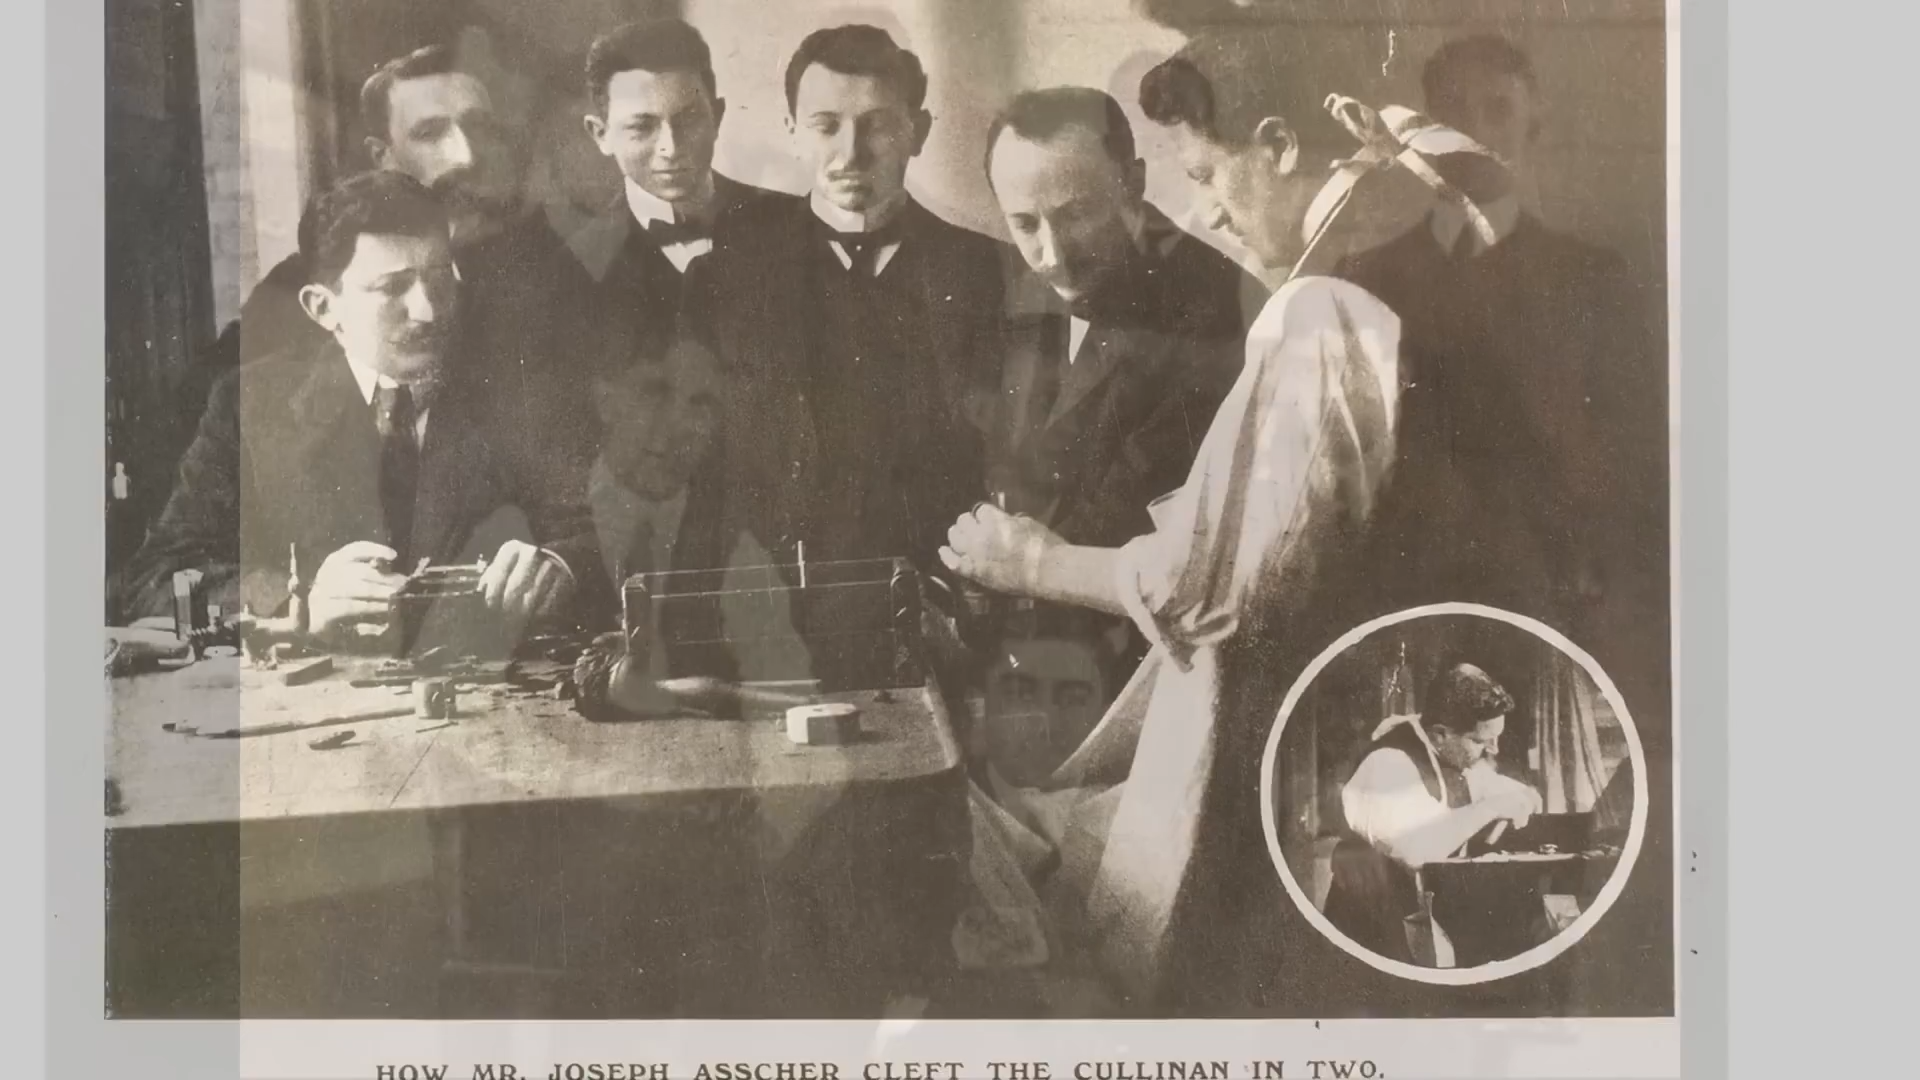 HOW MR. JOSEPH ASSCHER CLEFT THE CULLINAN IN TWO.